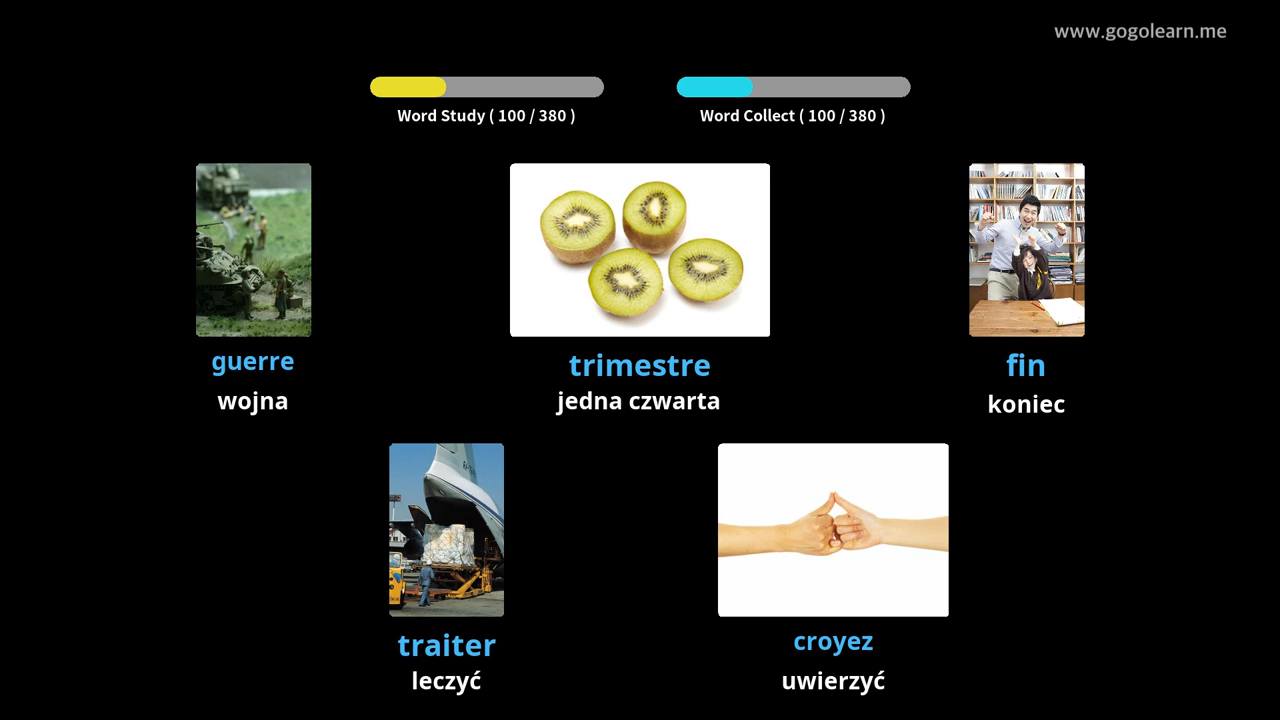 www.gogolearn.me
Word Study ( 100 / 380 )
Word Collect ( 100 / 380 )
guerre
wojna
trimestre
jedna czwarta
fin
koniec
traiter
leczyć
croyez
uwierzyć